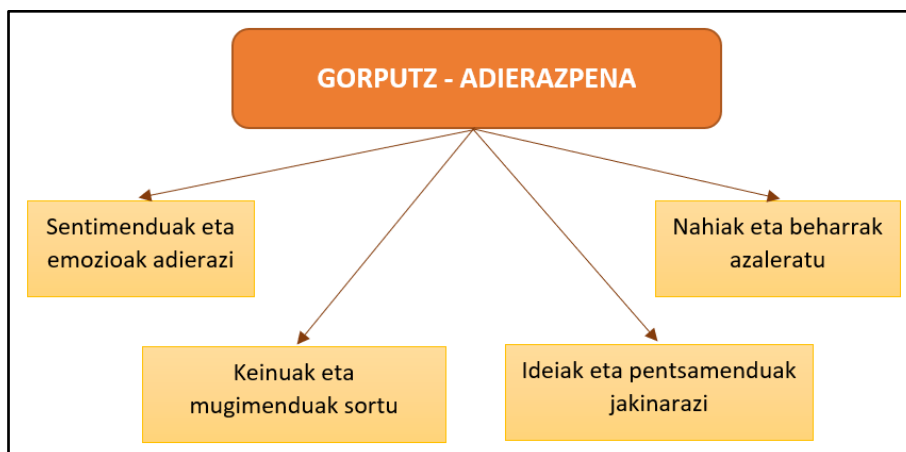 GORPUTZ - ADIERAZPENA
Sentimenduak eta
emozioak adierazi
Nahiak eta beharrak
azaleratu
Keinuak eta
mugimenduak sortu
Ideiak eta pentsamenduak
jakinarazi